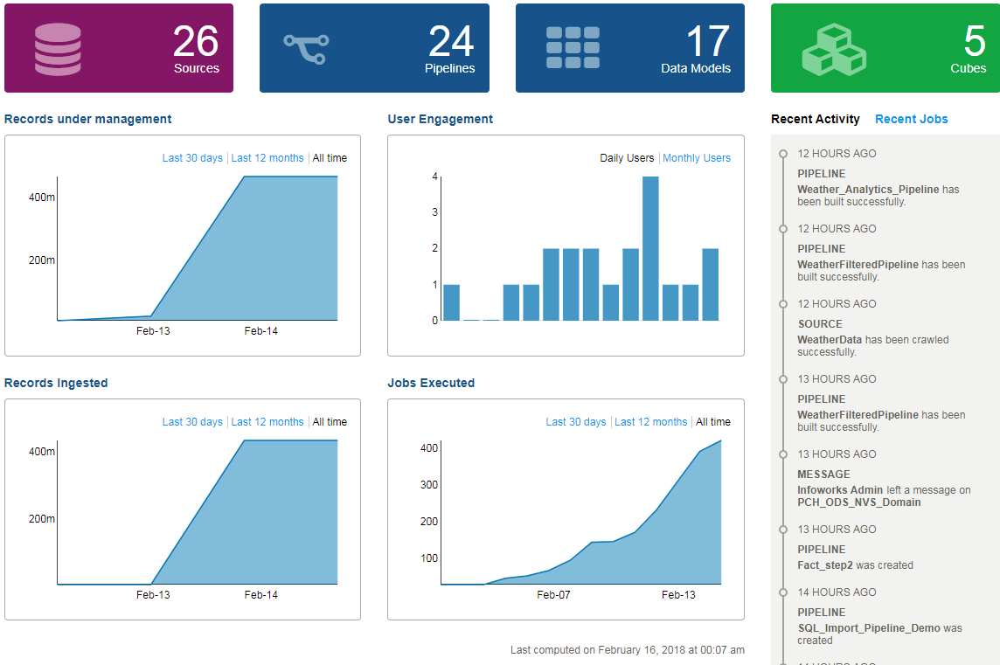 26
Sources
24
Pipelines
17
Data Models
5
Cubes
Records under management
Last 30 days Last 12 months All time
400m
200m
Feb-13 Feb-14
User Engagement
Daily Users Monthly Users
4
3
2
1
0
Records Ingested
Last 30 days Last 12 months All time
400m
200m
Feb-13 Feb-14
Jobs Executed
Last 30 days Last 12 months All time
400
300
200
100
Feb-07 Feb-13
Last computed on February 16, 2018 at 00:07 am
Recent Activity Recent Jobs
12 HOURS AGO
PIPELINE
Weather_Analytics_Pipeline has
been built successfully.
12 HOURS AGO
PIPELINE
WeatherFilteredPipeline has been
built successfully.
12 HOURS AGO
SOURCE
WeatherData has been crawled
successfully.
13 HOURS AGO
PIPELINE
WeatherFilteredPipeline has been
built successfully.
13 HOURS AGO
MESSAGE
Infoworks Admin left a message on
PCH_ODS_NVS_Domain
13 HOURS AGO
PIPELINE
Fact_step2 was created
14 HOURS AGO
PIPELINE
SQL_Import_Pipeline_Demo was
created